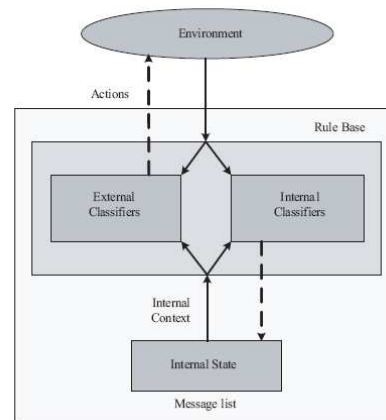 Environment
Actions
Rule Base
External
Classifiers
Internal
Classifiers
Internal
Context
Internal State
Message list